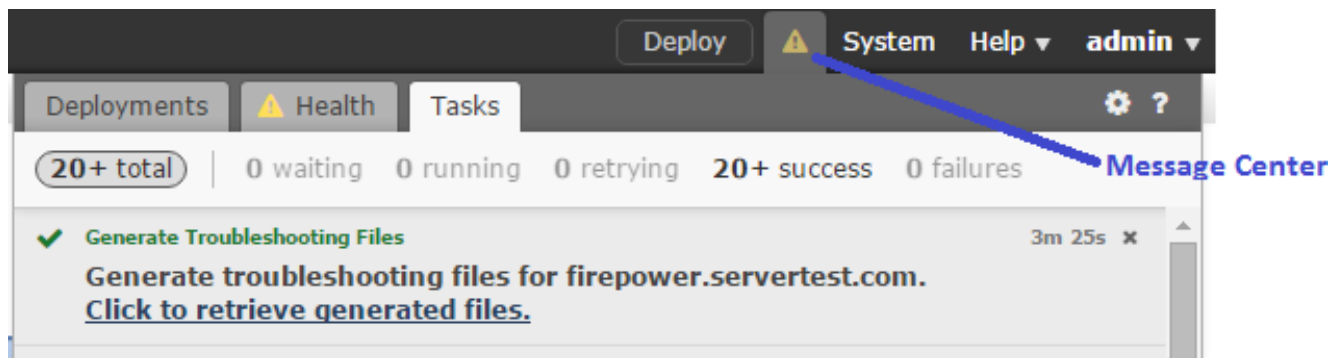 Deploy System Help admin
Deployments Health Tasks ?
20+ total 0 waiting 0 running 0 retrying 20+ success 0 failures
Message Center
Generate Troubleshooting Files 3m 25s
Generate troubleshooting files for firepower.servertest.com.
Click to retrieve generated files.